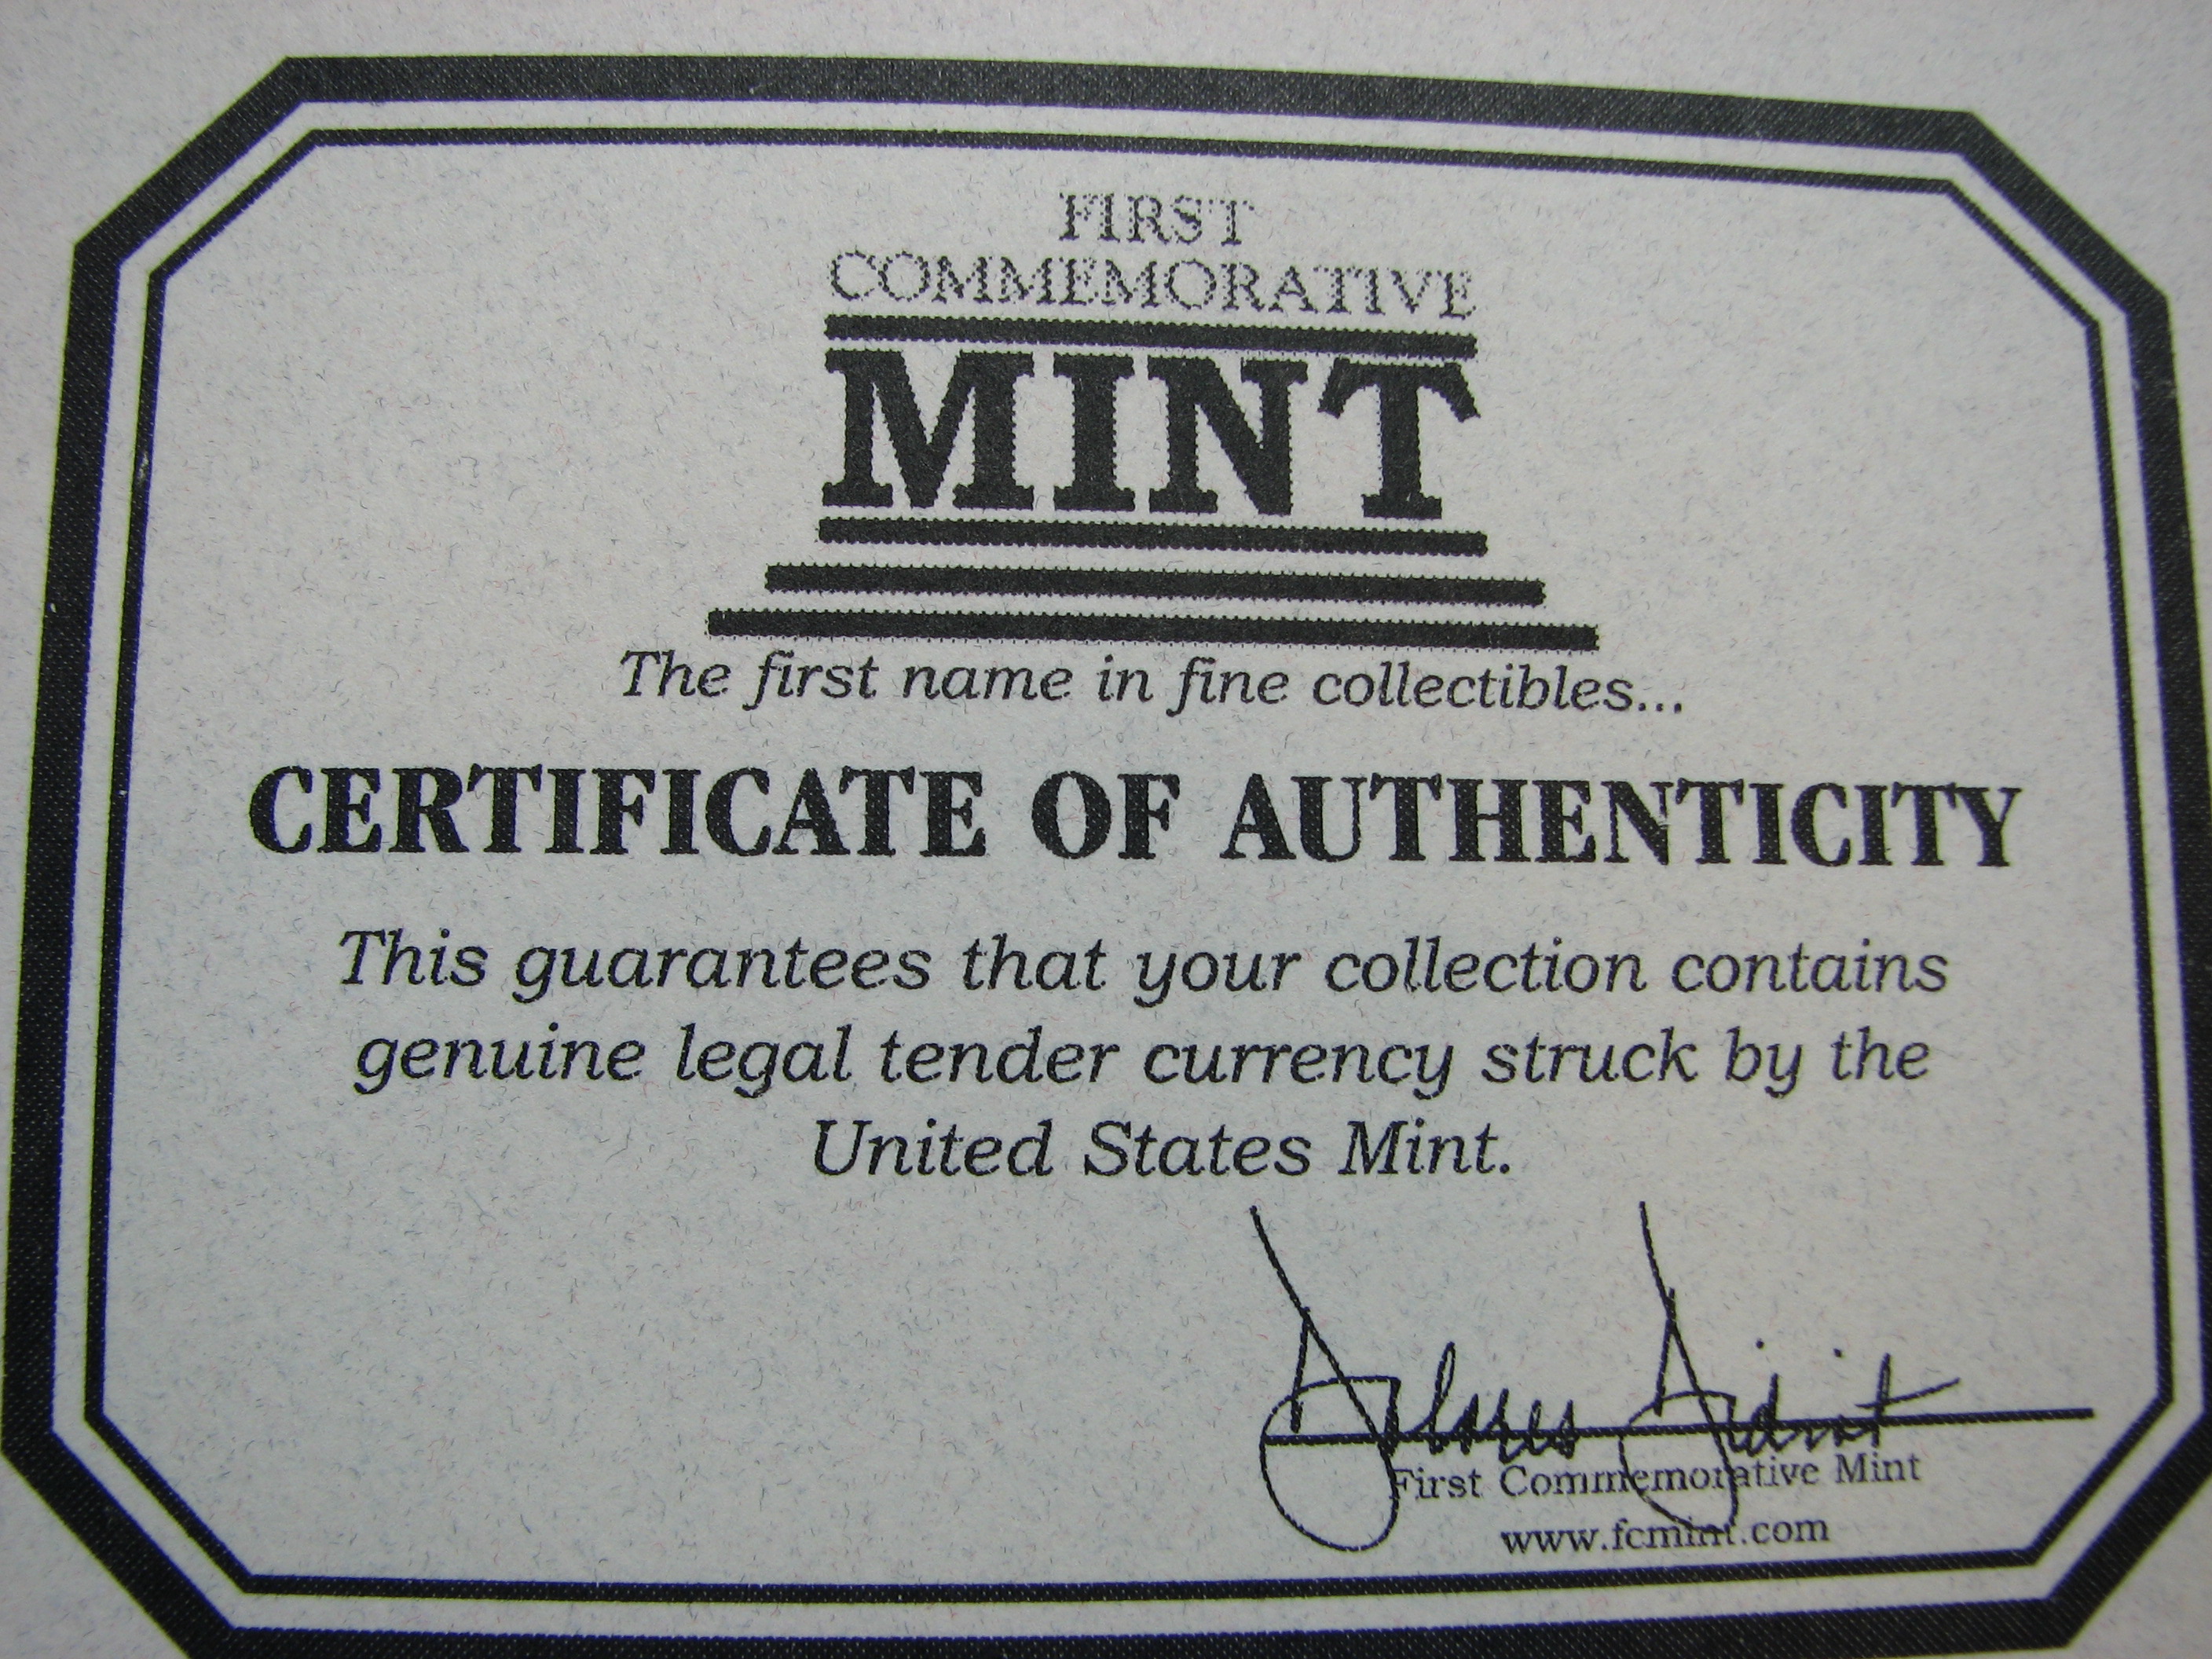 FIRST
COMMEMORATIVE
MINT
The first name in fine collectibles...
CERTIFICATE OF AUTHENTICITY
This guarantees that your collection contains
genuine legal tender currency struck by the
United States Mint.
First Commemorative Mint
www.fcmint.com